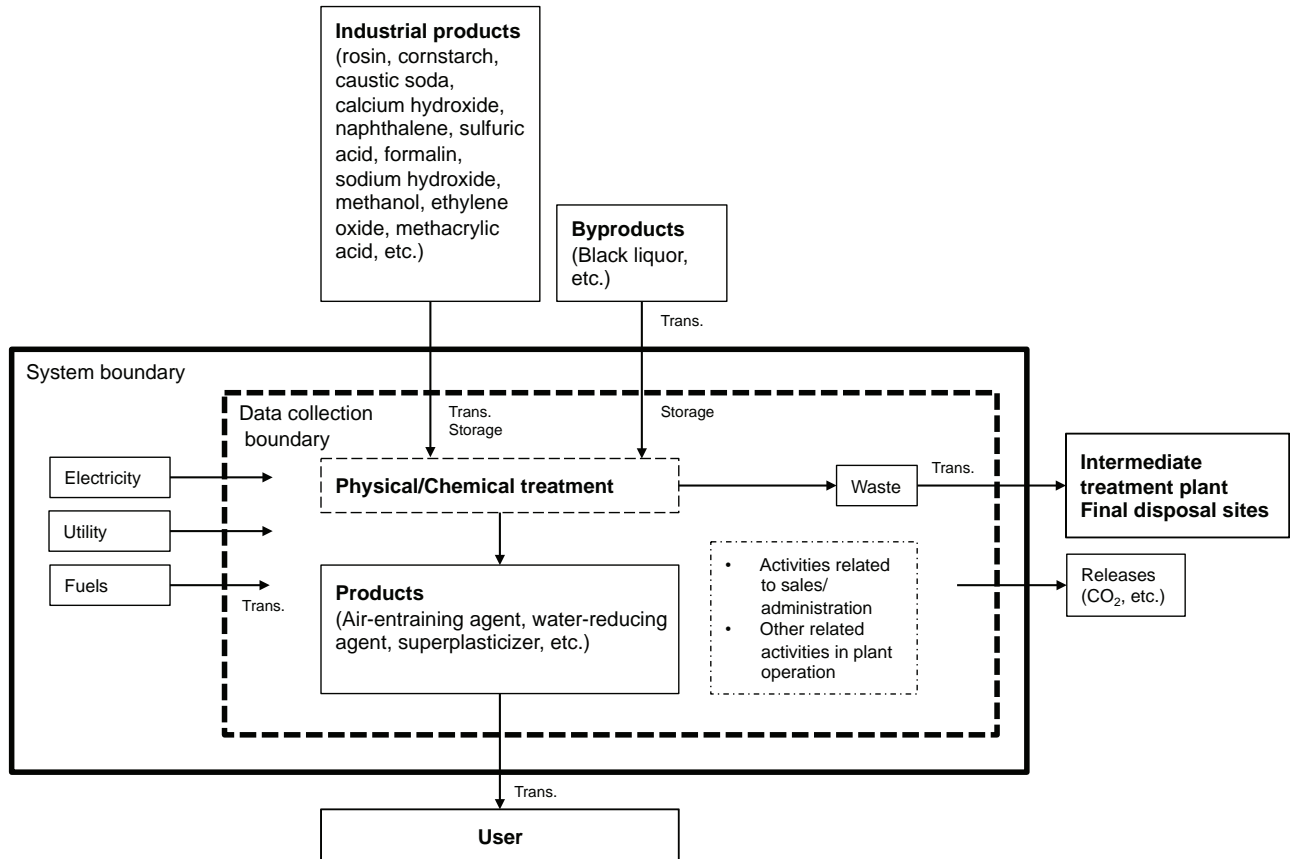 Industrial products
(rosin, cornstarch,
caustic soda,
calcium hydroxide,
naphthalene, sulfuric
acid, formalin,
sodium hydroxide,
methanol, ethylene
oxide, methacrylic
acid, etc.)
Byproducts
(Black liquor,
etc.)
Trans.
System boundary
Data collection
boundary
Trans.
Storage
Storage
Electricity
Utility
Fuels
Trans.
Physical/Chemical treatment
Waste
Trans.
Intermediate
treatment plant
Final disposal sites
Products
(Air-entraining agent, water-reducing
agent, superplasticizer, etc.)
• Activities related
to sales/
administration
• Other related
activities in plant
operation
Releases
(CO₂, etc.)
Trans.
User